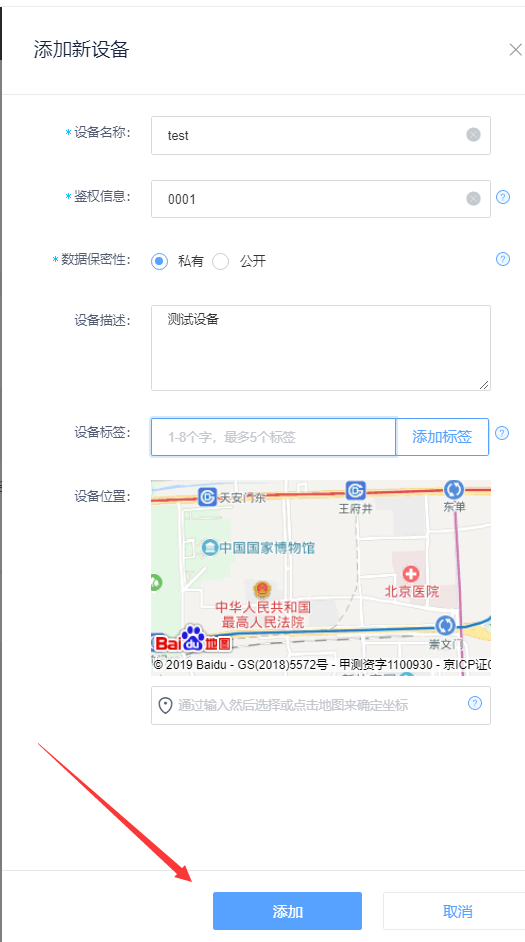 添加新设备
*设备名称：
test
*鉴权信息：
0001
*数据保密性：
私有
公开
设备描述：
测试设备
设备标签：
1-8个字，最多5个标签
添加标签
设备位置：
天安门东
王府井
东单
中国国家博物馆
北京医院
中华人民共和国
最高人民法院
崇文门
Bai du 地图
© 2019 Baidu - GS(2018)5572号 - 甲测资字1100930 - 京ICP证0
通过输入然后选择或点击地图来确定坐标
添加
取消